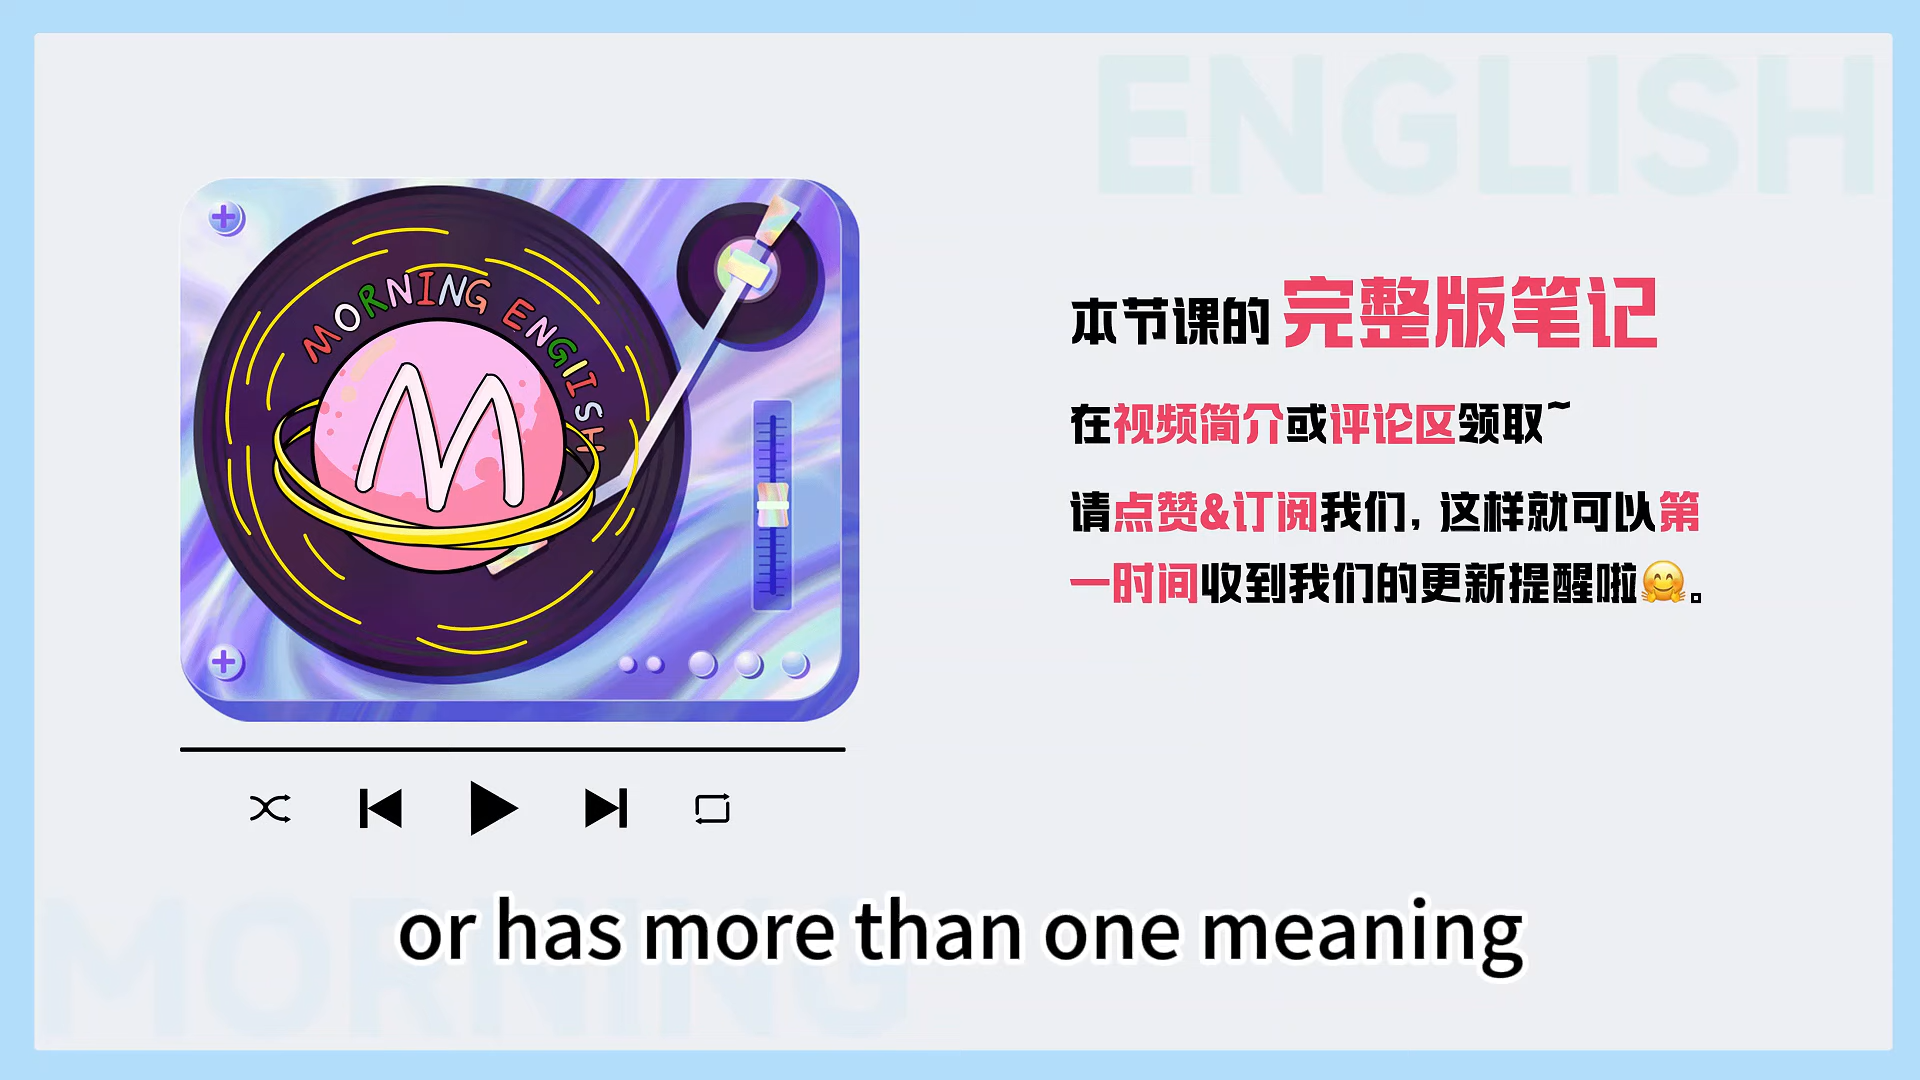 ENGLISH
MORNING ENGLISH
M
本节课的 完整版笔记
在视频简介或评论区领取~
请点赞&订阅我们，这样就可以第
一时间收到我们的更新提醒啦🤗。
or has more than one meaning
MORNING